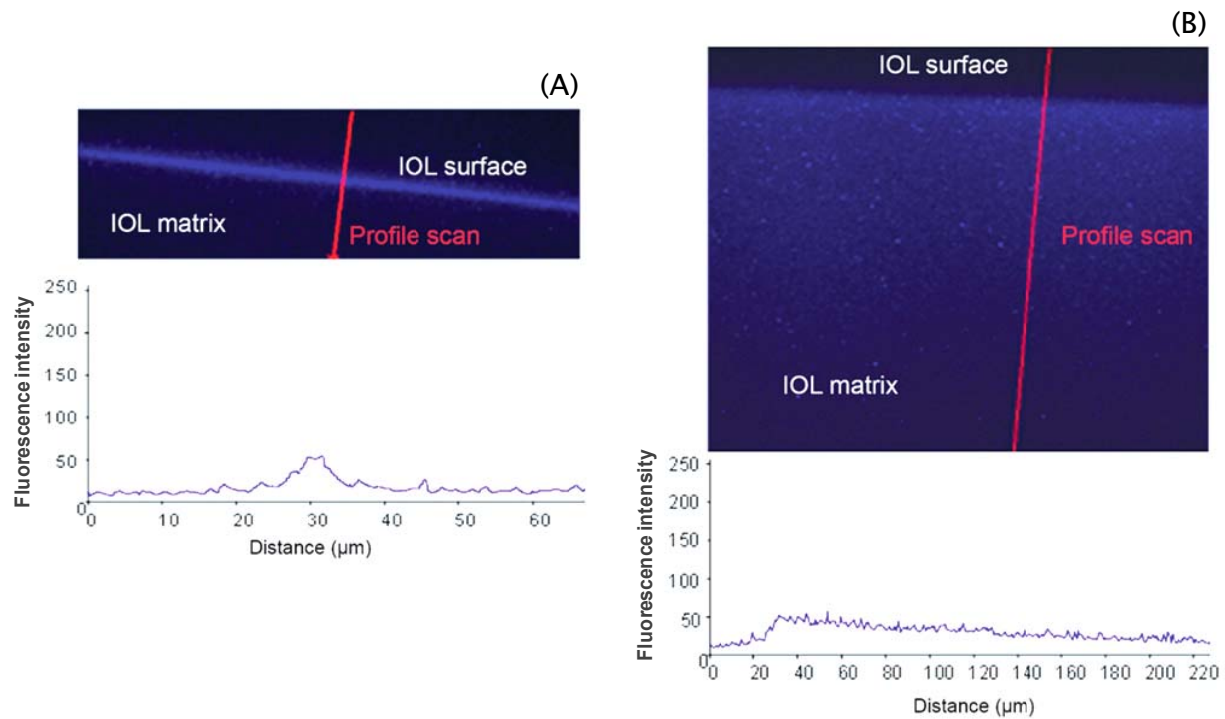 (A)
IOL surface
IOL matrix
Profile scan
Fluorescence intensity
250
200
150
100
50
0
0 10 20 30 40 50 60
Distance (µm)
(B)
IOL surface
Profile scan
IOL matrix
Fluorescence intensity
250
200
150
100
50
0
0 20 40 60 80 100 120 140 160 180 200 220
Distance (µm)